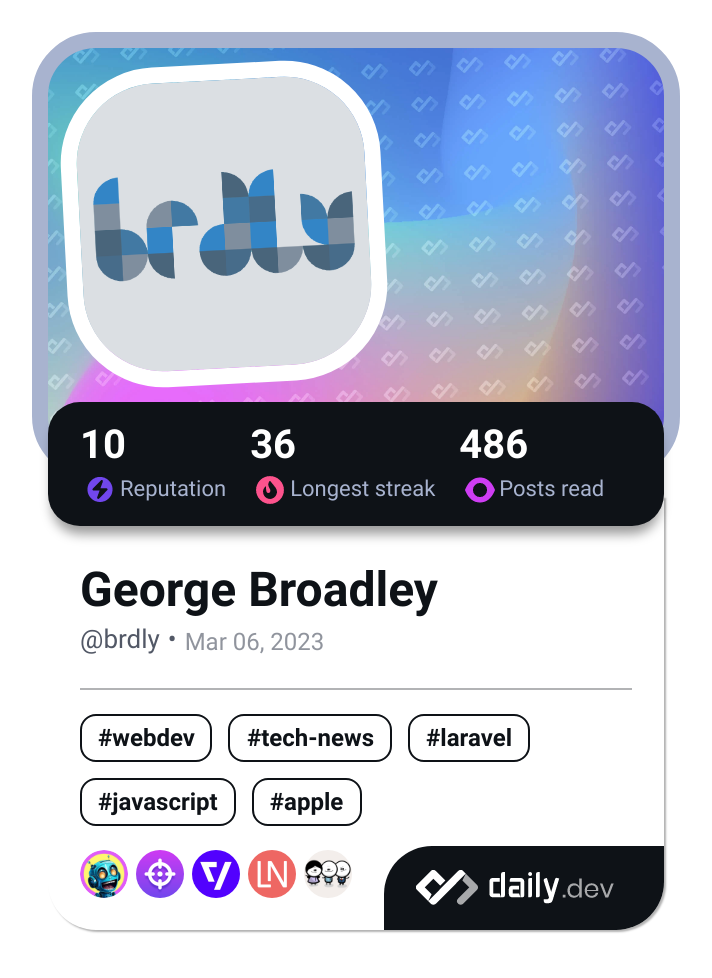 brdly
10 36 486
Reputation Longest streak Posts read
George Broadley
@brdly • Mar 06, 2023
#webdev #tech-news #laravel
#javascript #apple
LN
daily.dev